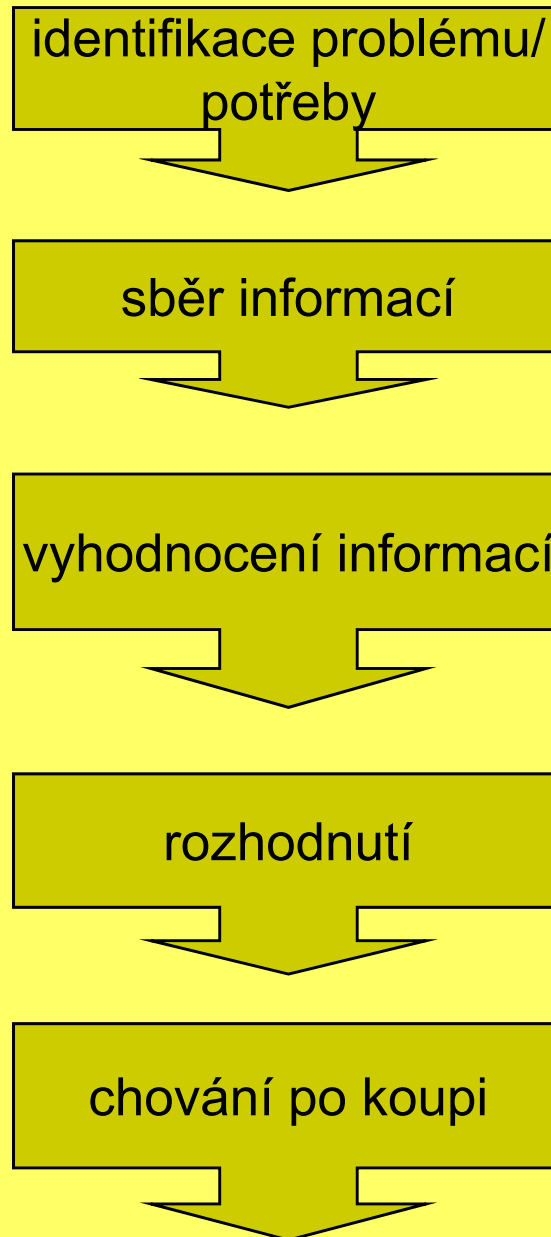 identifikace problému/
potřeby
sběr informací
vyhodnocení informací
rozhodnutí
chování po koupi